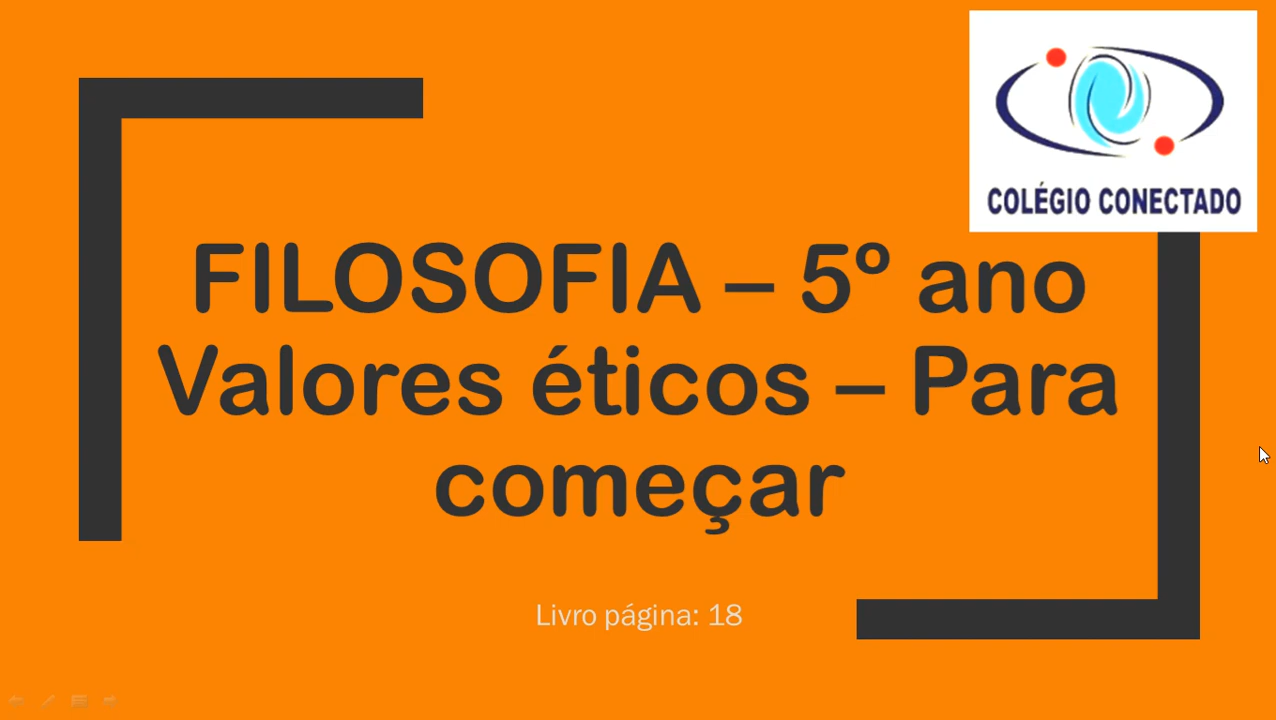 COLÉGIO CONECTADO
FILOSOFIA – 5º ano
Valores éticos – Para
começar
Livro página: 18